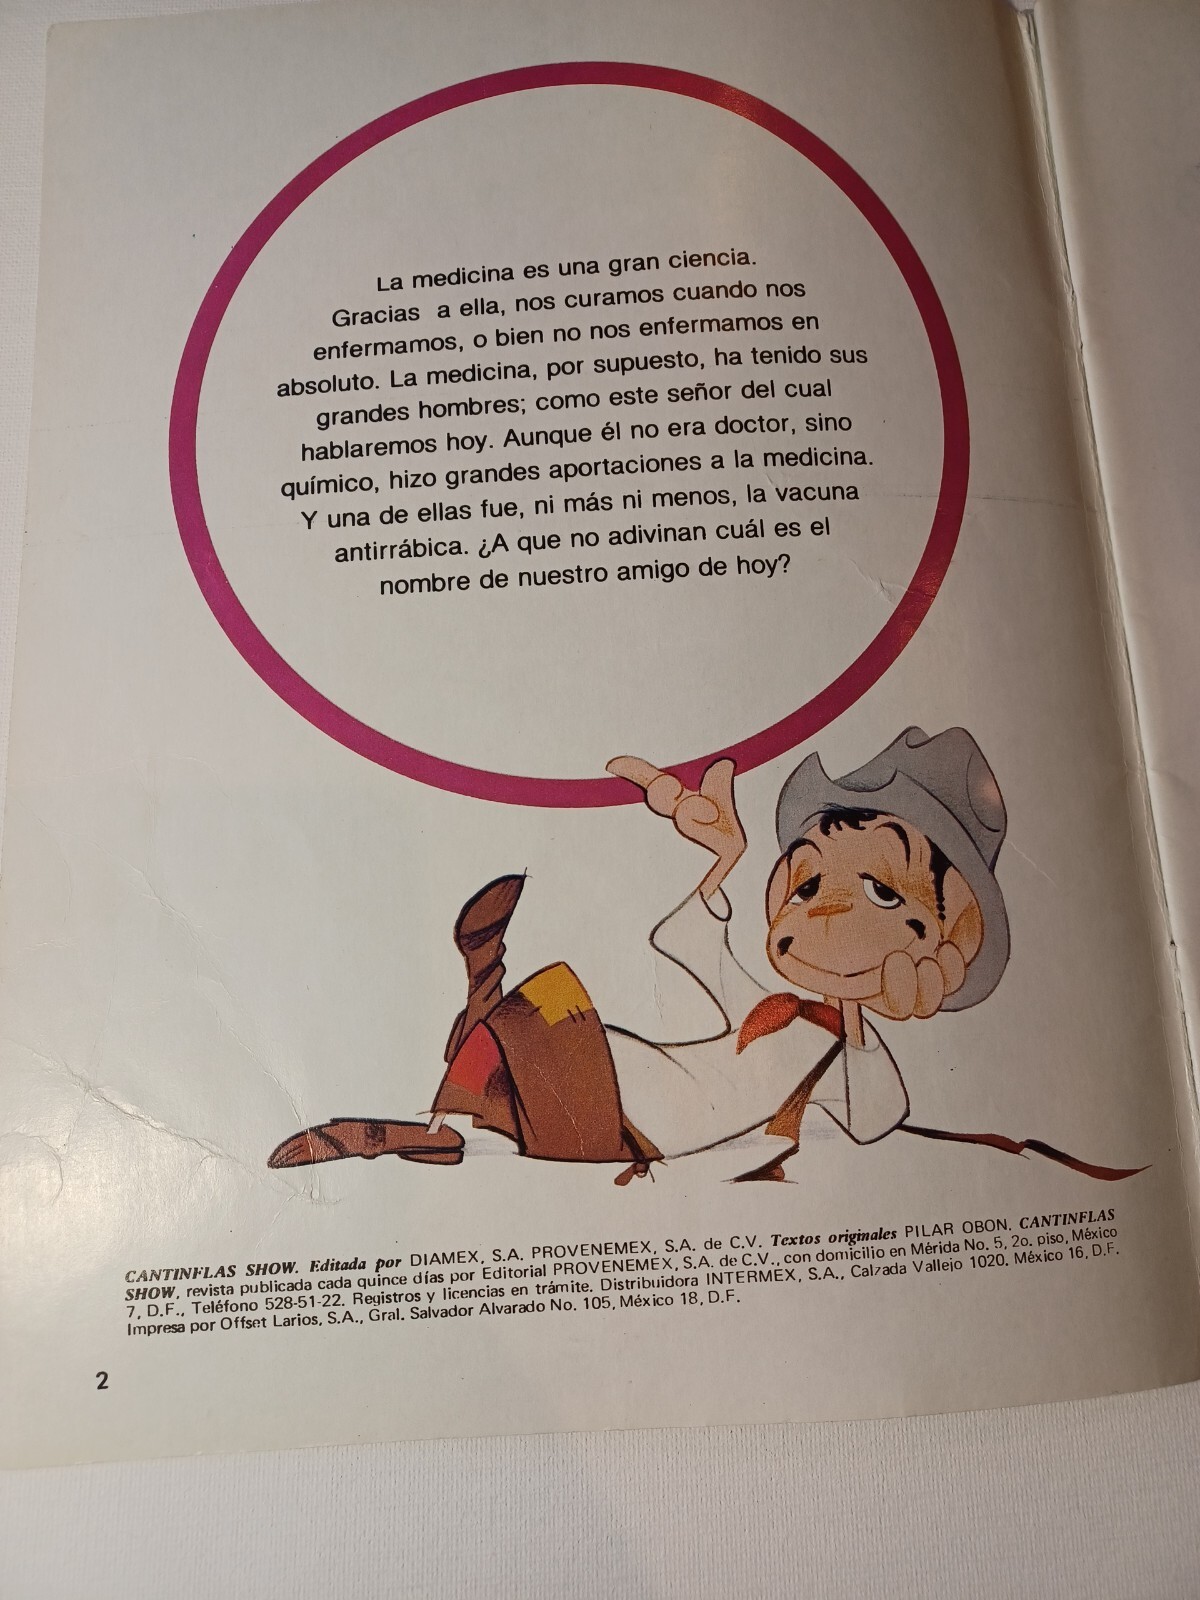 La medicina es una gran ciencia.
Gracias a ella, nos curamos cuando nos
enfermamos, o bien no nos enfermamos en
absoluto. La medicina, por supuesto, ha tenido sus
grandes hombres; como este señor del cual
hablaremos hoy. Aunque él no era doctor, sino
químico, hizo grandes aportaciones a la medicina.
Y una de ellas fue, ni más ni menos, la vacuna
antirrábica. ¿A que no adivinan cuál es el
nombre de nuestro amigo de hoy?
CANTINFLAS SHOW. Editada por DIAMEX, S.A. PROVENEMEX, S.A. de C.V. Textos originales PILAR OBON. CANTINFLAS
SHOW, revista publicada cada quince días por Editorial PROVENEMEX, S.A. de C.V., con domicilio en Mérida No. 5, 2o. piso, México
7, D.F., Teléfono 528-51-22. Registros y licencias en trámite. Distribuidora INTERMEX, S.A., Calzada Vallejo 1020. México 16, D.F.
Impresa por Offset Larios, S.A., Gral. Salvador Alvarado No. 105, México 18, D.F.
2